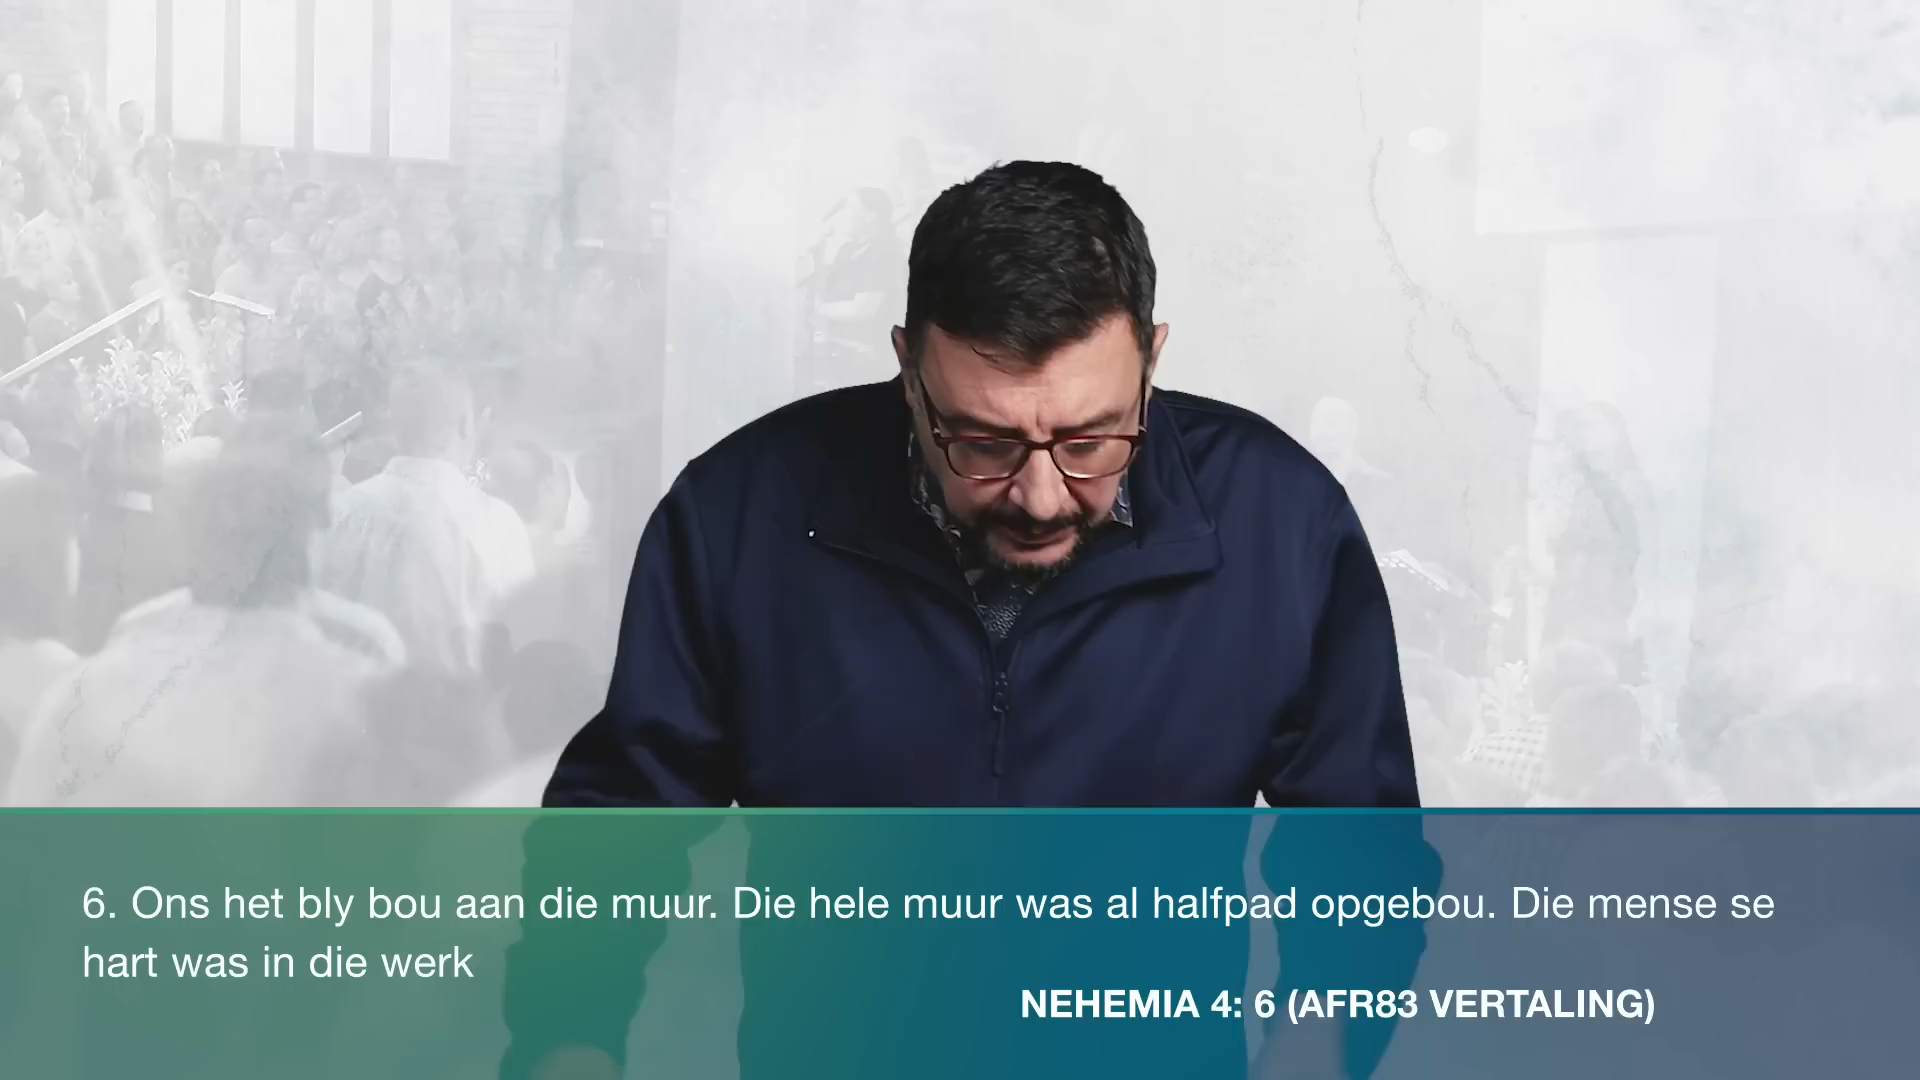 6. Ons het bly bou aan die muur. Die hele muur was al halfpad opgebou. Die mense se
hart was in die werk
NEHEMIA 4: 6 (AFR83 VERTALING)